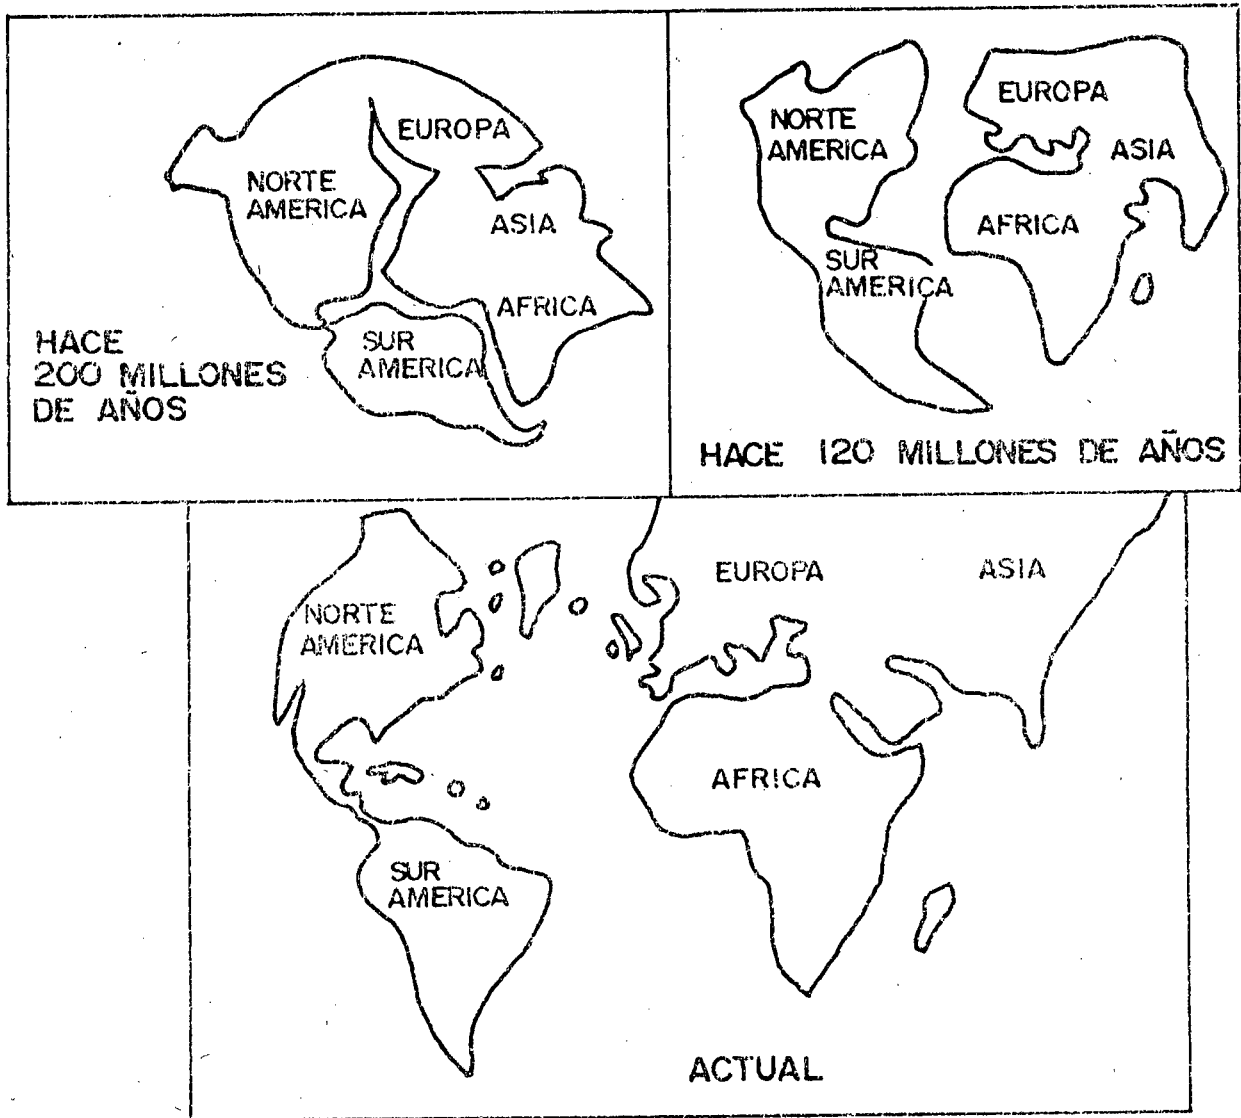 EUROPA
NORTE
AMERICA
ASIA
AFRICA
SUR
AMERICA
HACE
200 MILLONES
DE AÑOS
EUROPA
NORTE
AMERICA
ASIA
AFRICA
SUR
AMERICA
HACE 120 MILLONES DE AÑOS
EUROPA
ASIA
NORTE
AMERICA
AFRICA
SUR
AMERICA
ACTUAL